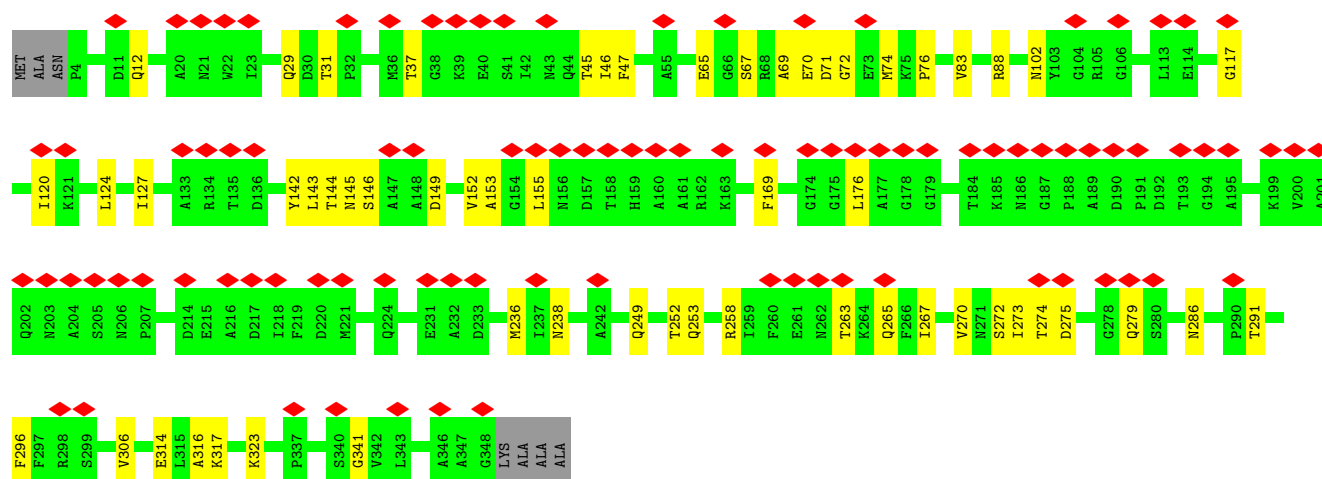 MET ALA ASN P4 D11 Q12 A20 N21 W22 I23 Q29 D30 T31 P32 M36 T37 G38 K39 E40 S41 I42 N43 Q44 T45 I46 F47 A55 E65 G66 S67 R68 A69 E70 D71 G72 E73 M74 K75 P76 V83 R88 N102 Y103 G104 R105 G106 L113 E114 G117
I120 K121 L124 I127 A133 R134 T135 D136 Y142 L143 T144 N145 S146 A147 A148 D149 V152 A153 G154 L155 N156 D157 T158 H159 A160 A161 R162 K163 F169 G174 G175 L176 A177 G178 G179 T184 K185 N186 G187 P188 A189 D190 P191 D192 T193 G194 A195 K199 V200 A201
Q202 N203 A204 S205 N206 P207 D214 E215 A216 D217 I218 F219 D220 M221 Q224 E231 A232 D233 M236 I237 N238 A242 Q249 T252 Q253 R258 I259 F260 E261 N262 T263 K264 Q265 F266 I267 V270 N271 S272 I273 T274 D275 G278 Q279 S280 N286 P290 T291
F296 F297 R298 S299 V306 E314 L315 A316 K317 K323 P337 S340 G341 V342 L343 A346 A347 G348 LYS ALA ALA ALA